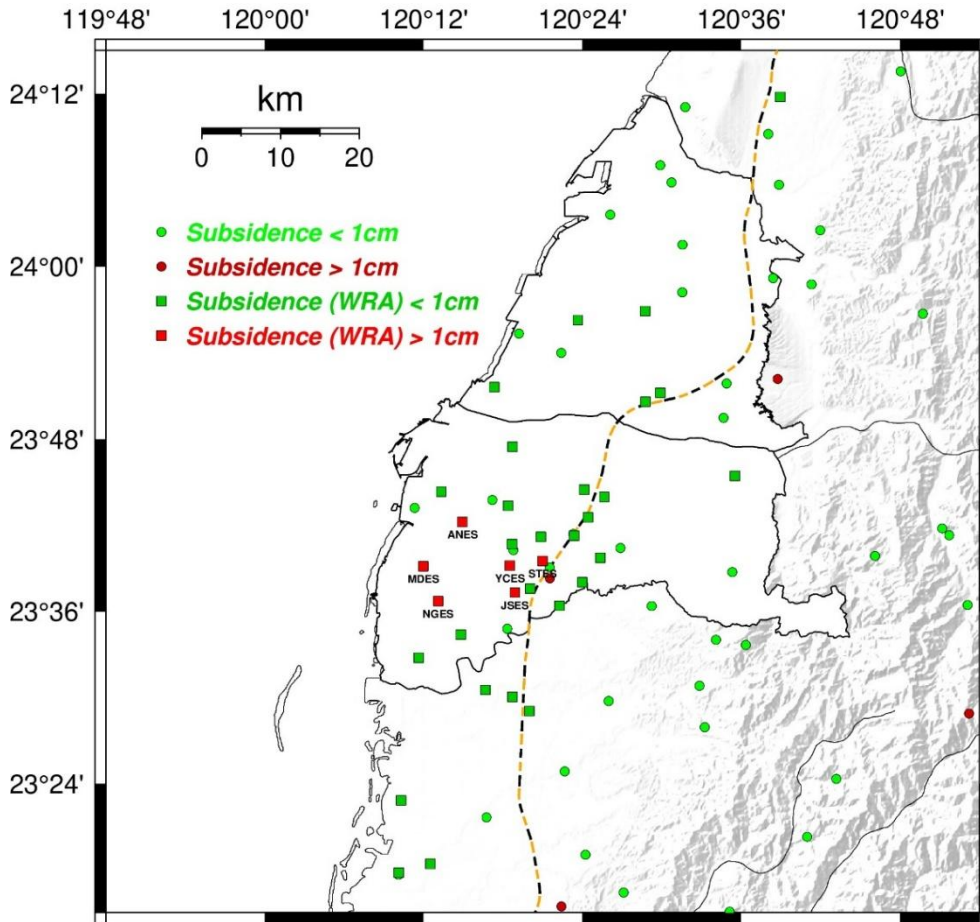 119°48' 120°00' 120°12' 120°24' 120°36' 120°48'
24°12'
km
0 10 20
Subsidence < 1cm
24°00'
Subsidence > 1cm
Subsidence (WRA) < 1cm
Subsidence (WRA) > 1cm
23°48'
ANES
MDES YCES STES
23°36'
NGES JSES
23°24'